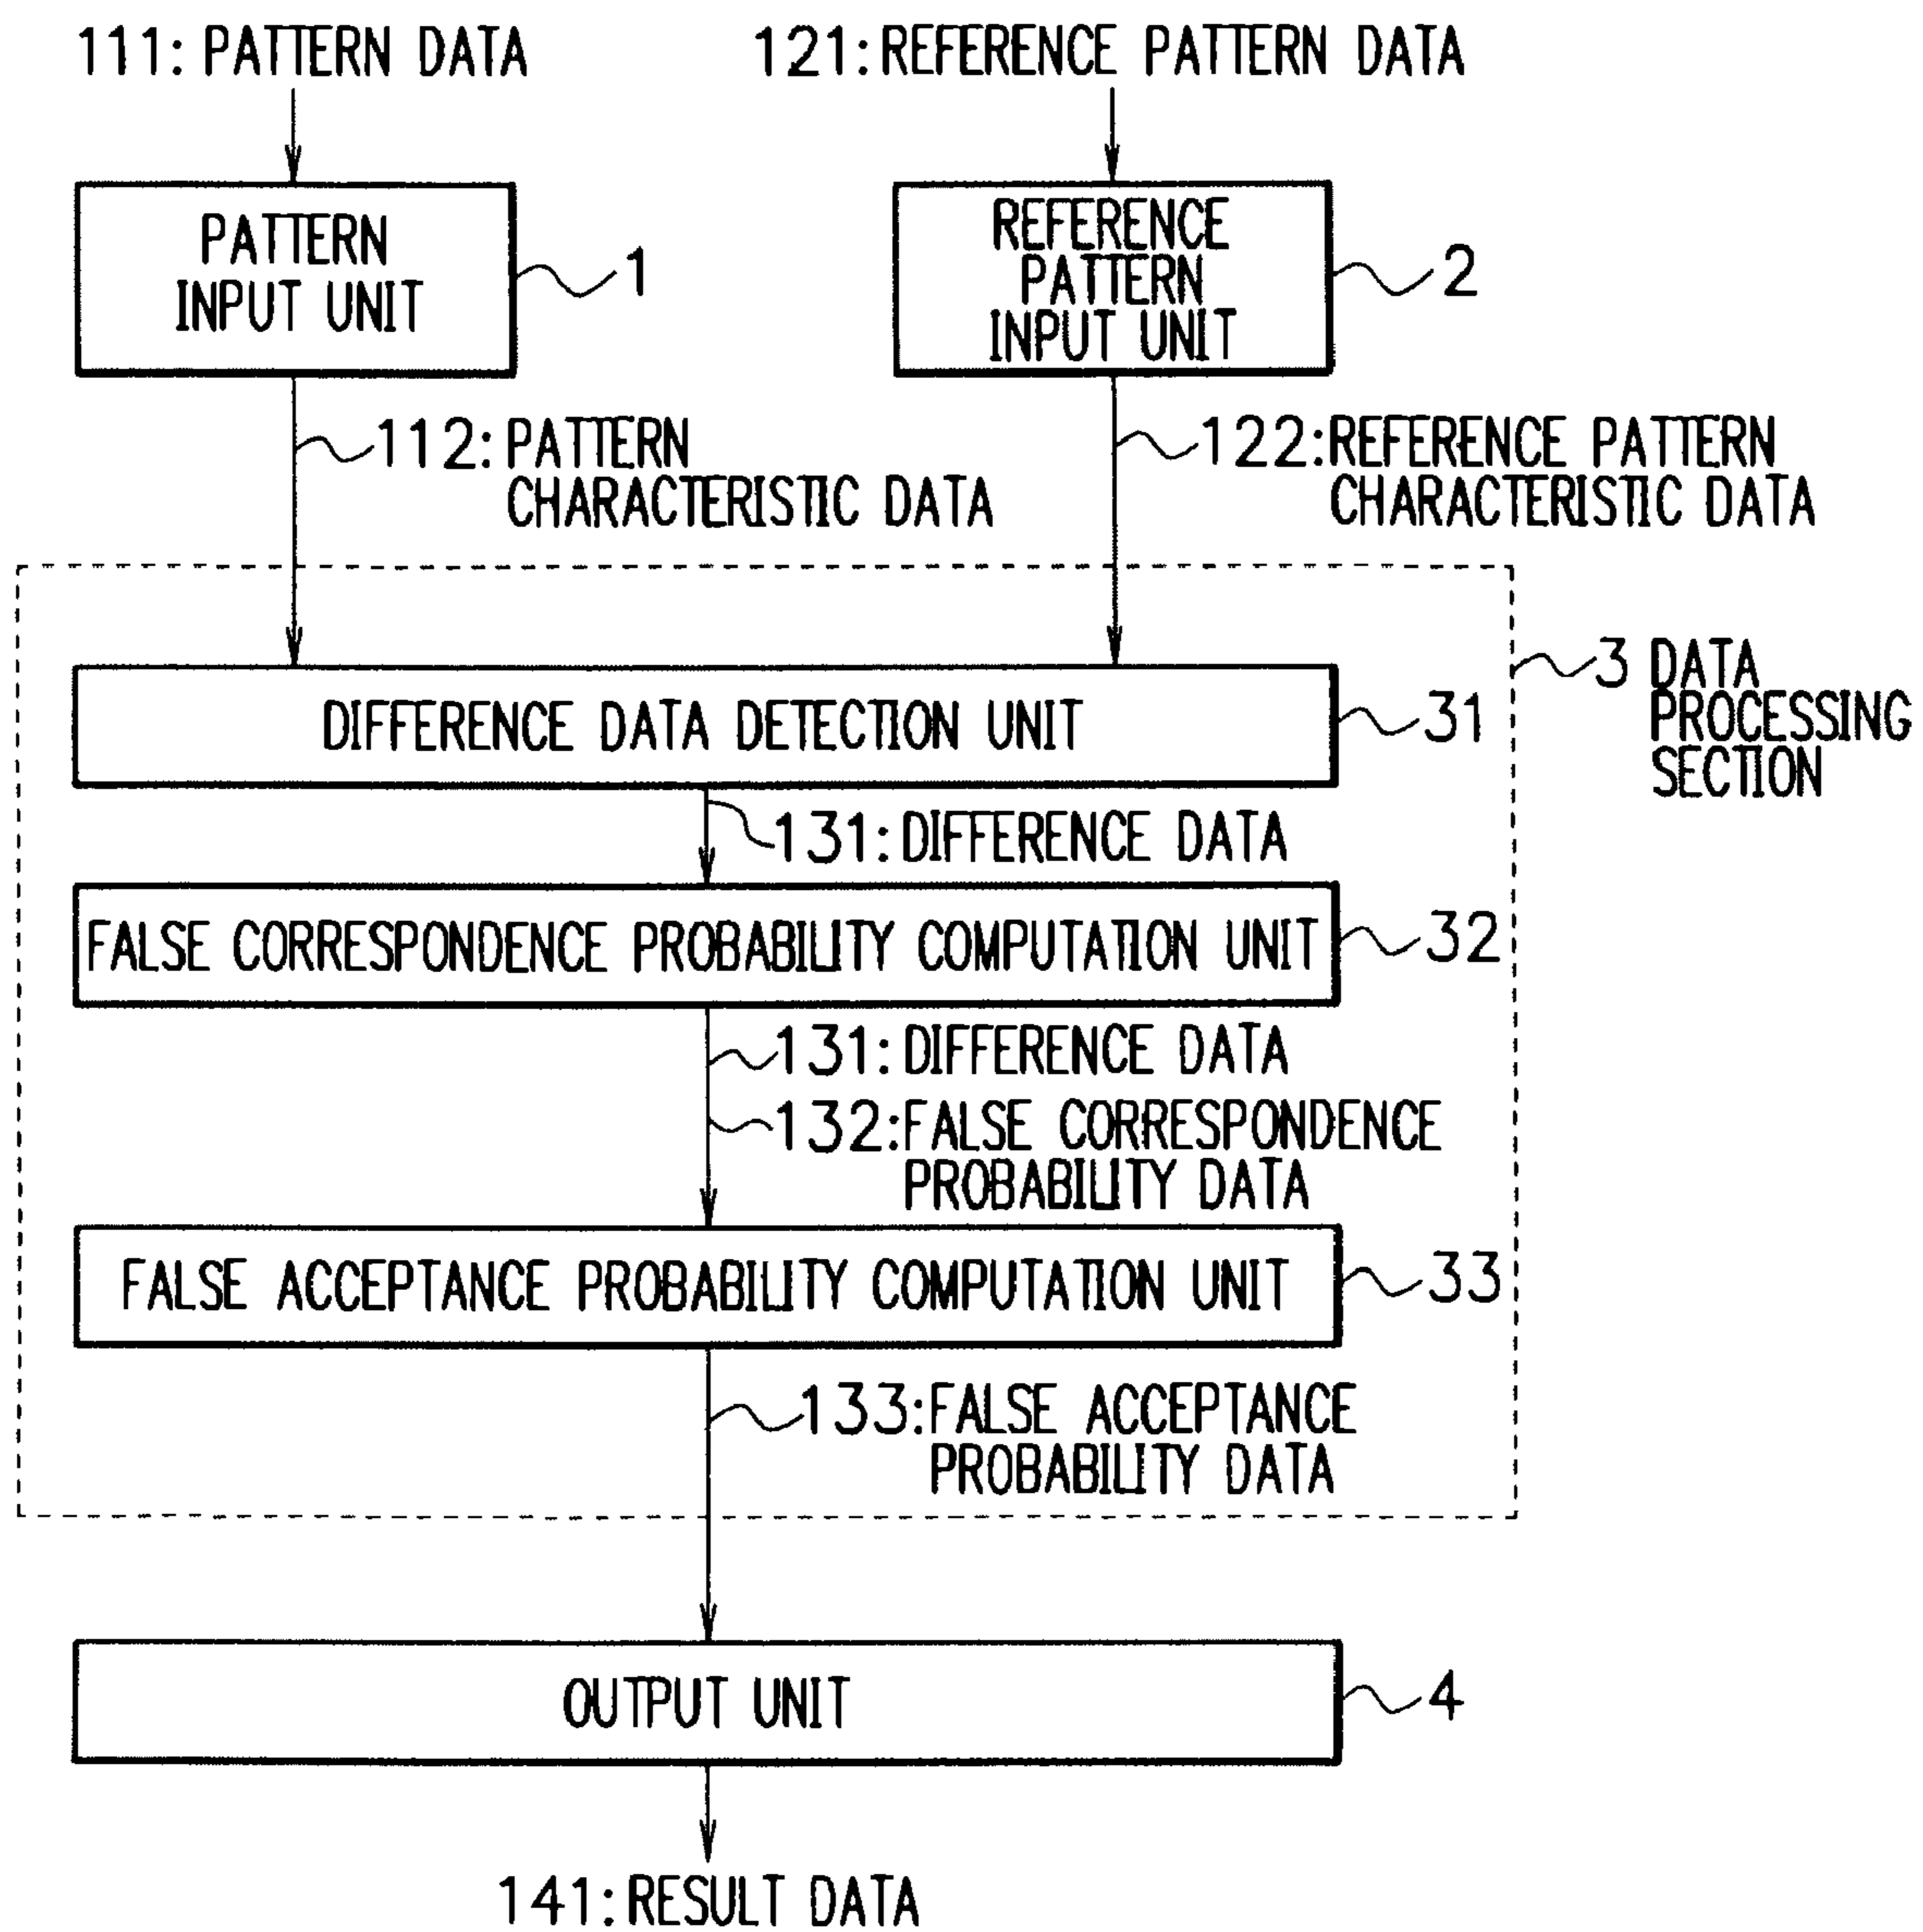 111: PATTERN DATA
121: REFERENCE PATTERN DATA
PATTERN
INPUT UNIT
1
REFERENCE
PATTERN
INPUT UNIT
2
112: PATTERN
CHARACTERISTIC DATA
122: REFERENCE PATTERN
CHARACTERISTIC DATA
3 DATA
PROCESSING
SECTION
DIFFERENCE DATA DETECTION UNIT
31
131: DIFFERENCE DATA
FALSE CORRESPONDENCE PROBABILITY COMPUTATION UNIT
32
131: DIFFERENCE DATA
132: FALSE CORRESPONDENCE
PROBABILITY DATA
FALSE ACCEPTANCE PROBABILITY COMPUTATION UNIT
33
133: FALSE ACCEPTANCE
PROBABILITY DATA
OUTPUT UNIT
4
141: RESULT DATA